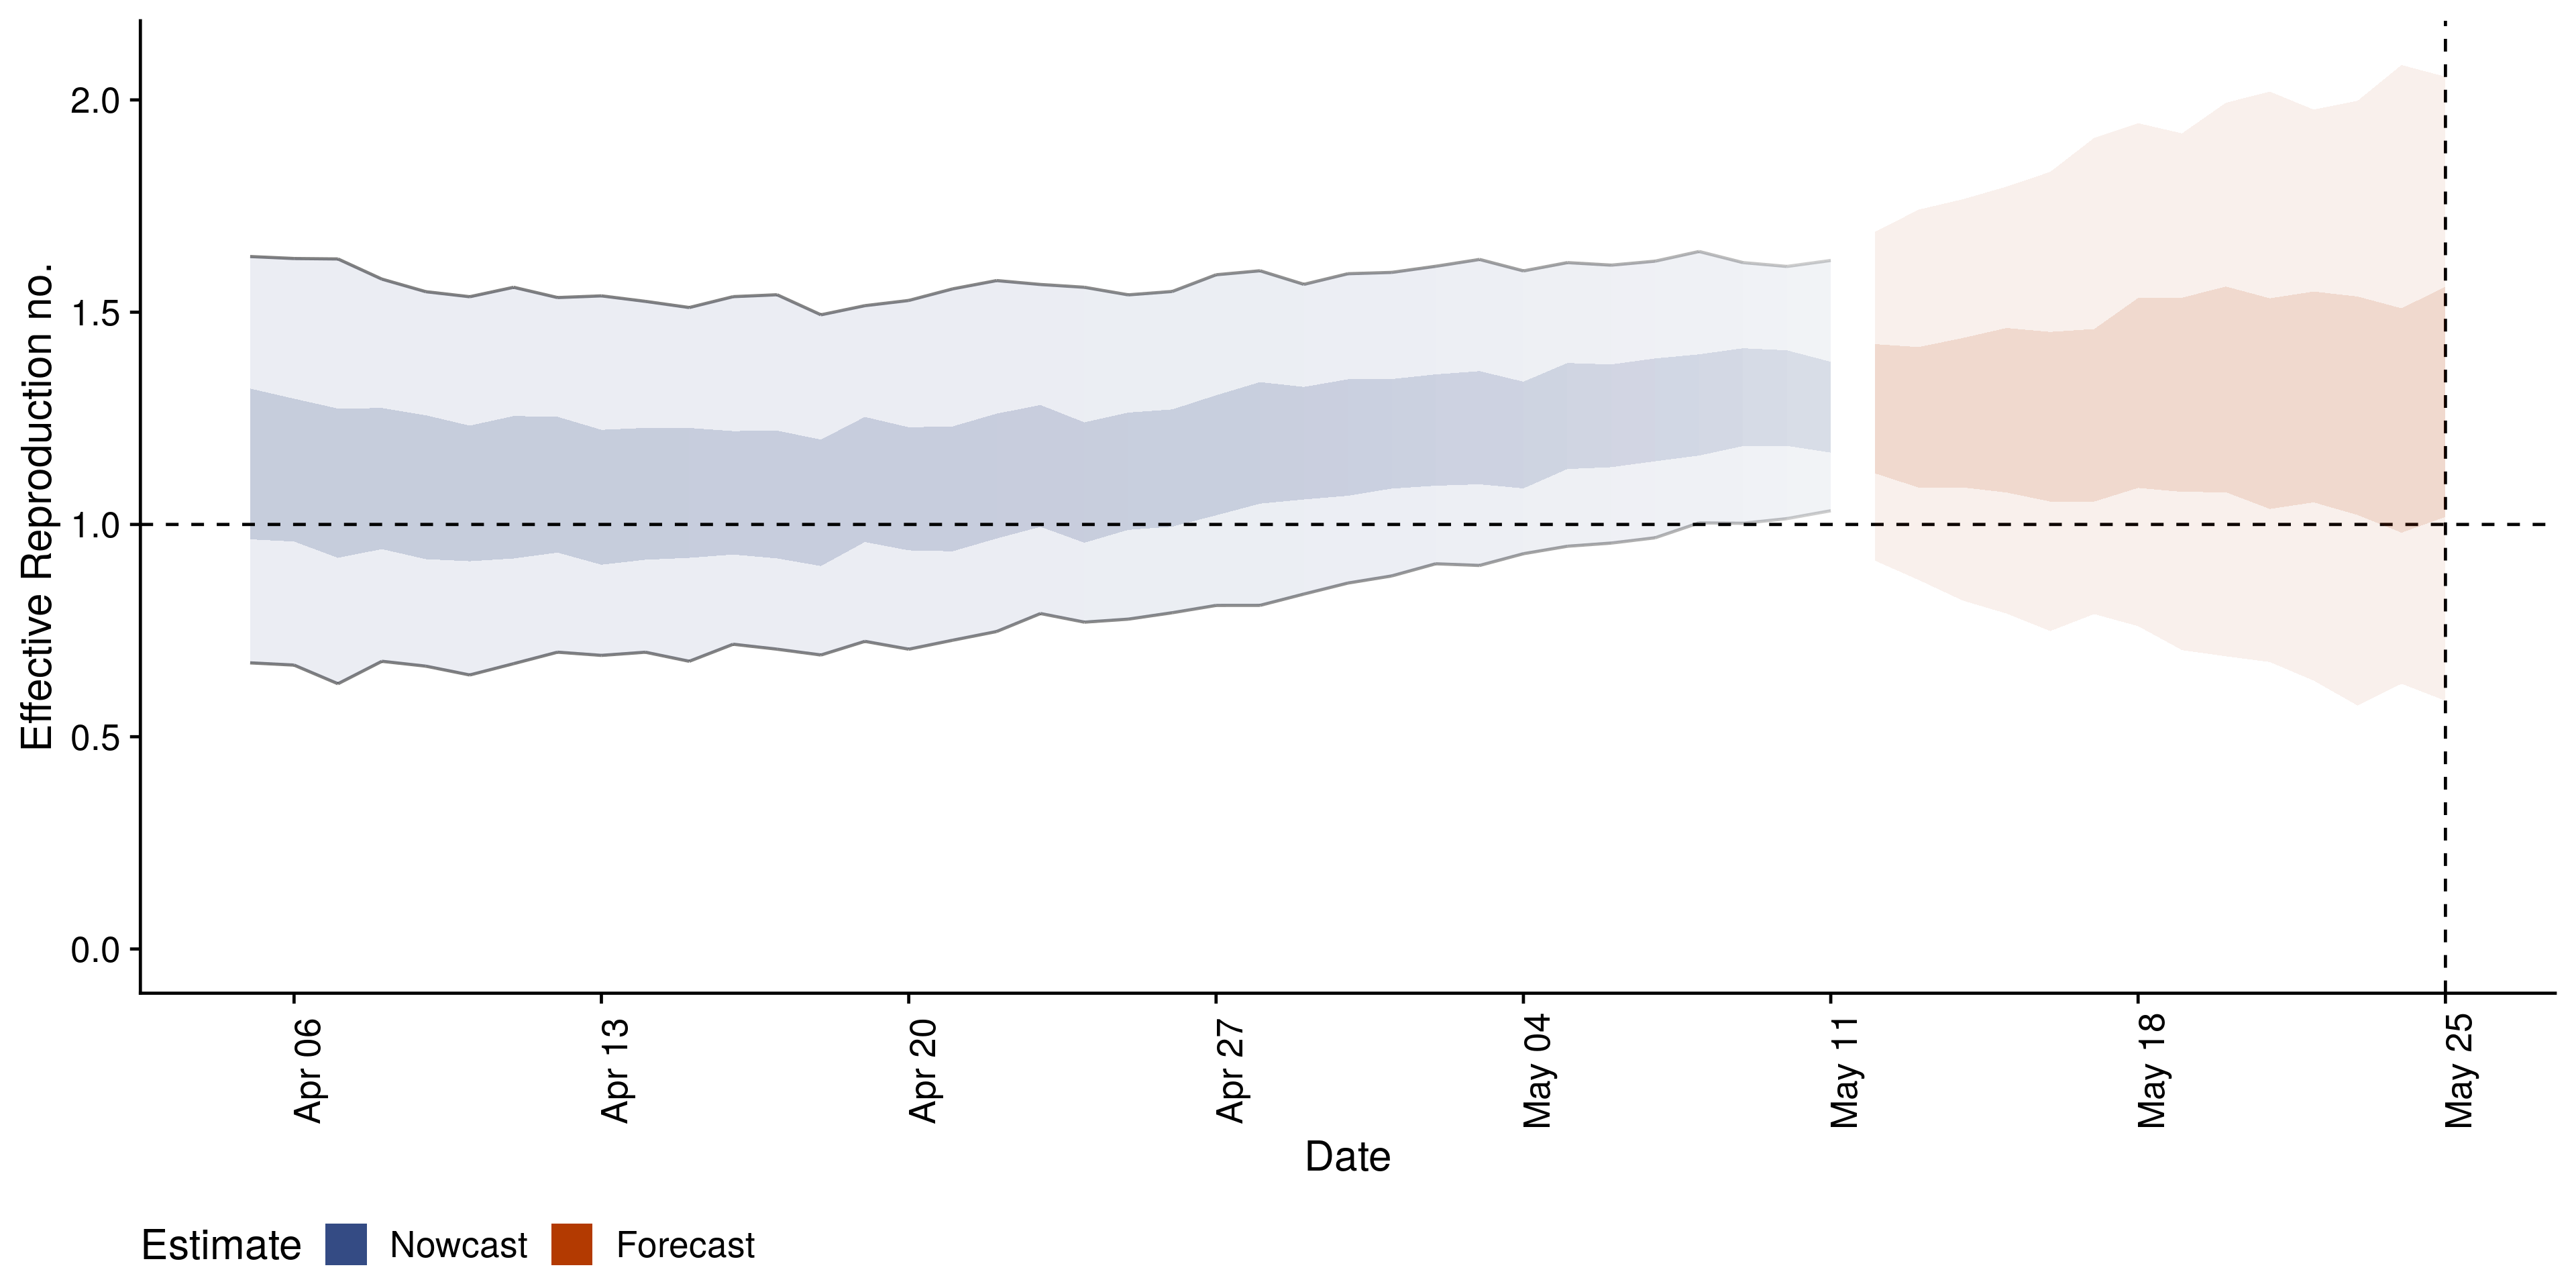 Effective Reproduction no.
2.0
1.5
1.0
0.5
0.0
Apr 06
Apr 13
Apr 20
Apr 27
May 04
May 11
May 18
May 25
Date
Estimate Nowcast Forecast